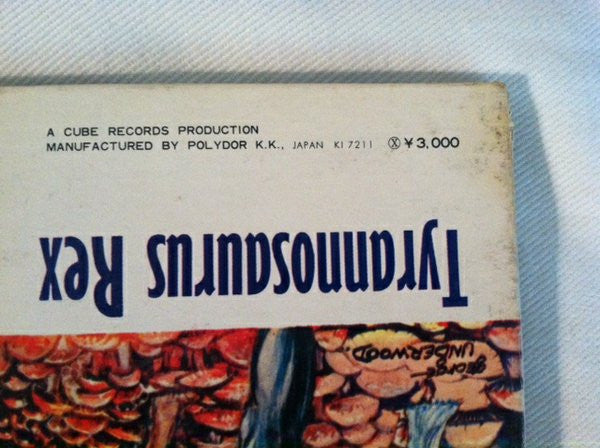 A CUBE RECORDS PRODUCTION
MANUFACTURED BY POLYDOR K.K., JAPAN KI 7211 Ⓧ ¥3,000
Tyrannosaurus Rex
george UNDERWOOD.